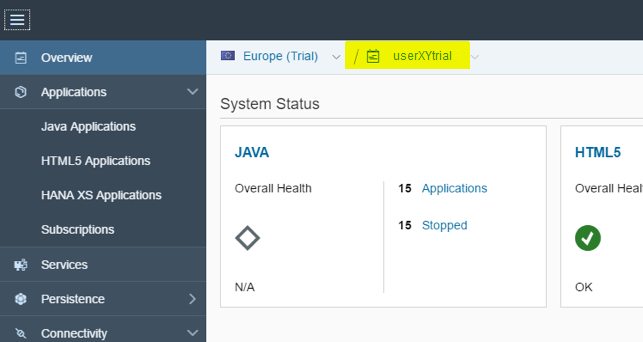 Overview
Europe (Trial) / userXYtrial
Applications
Java Applications
HTML5 Applications
HANA XS Applications
Subscriptions
Services
Persistence
Connectivity
System Status
JAVA
Overall Health
15 Applications
15 Stopped
N/A
HTML5
Overall Heal
OK